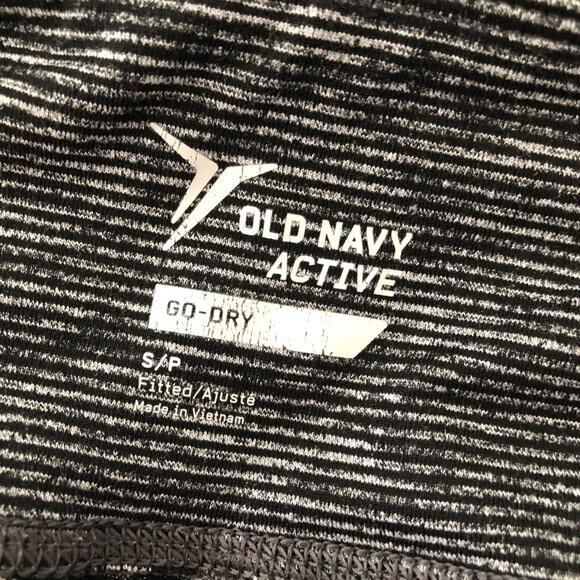 OLD NAVY
ACTIVE
GO-DRY
S/P
Fitted/Ajusté
Made in Vietnam